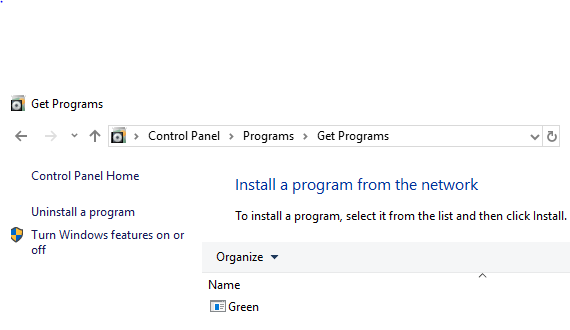 Get Programs
Control Panel > Programs > Get Programs
Control Panel Home
Install a program from the network
To install a program, select it from the list and then click Install.
Uninstall a program
Turn Windows features on or
off
Organize
Name
Green